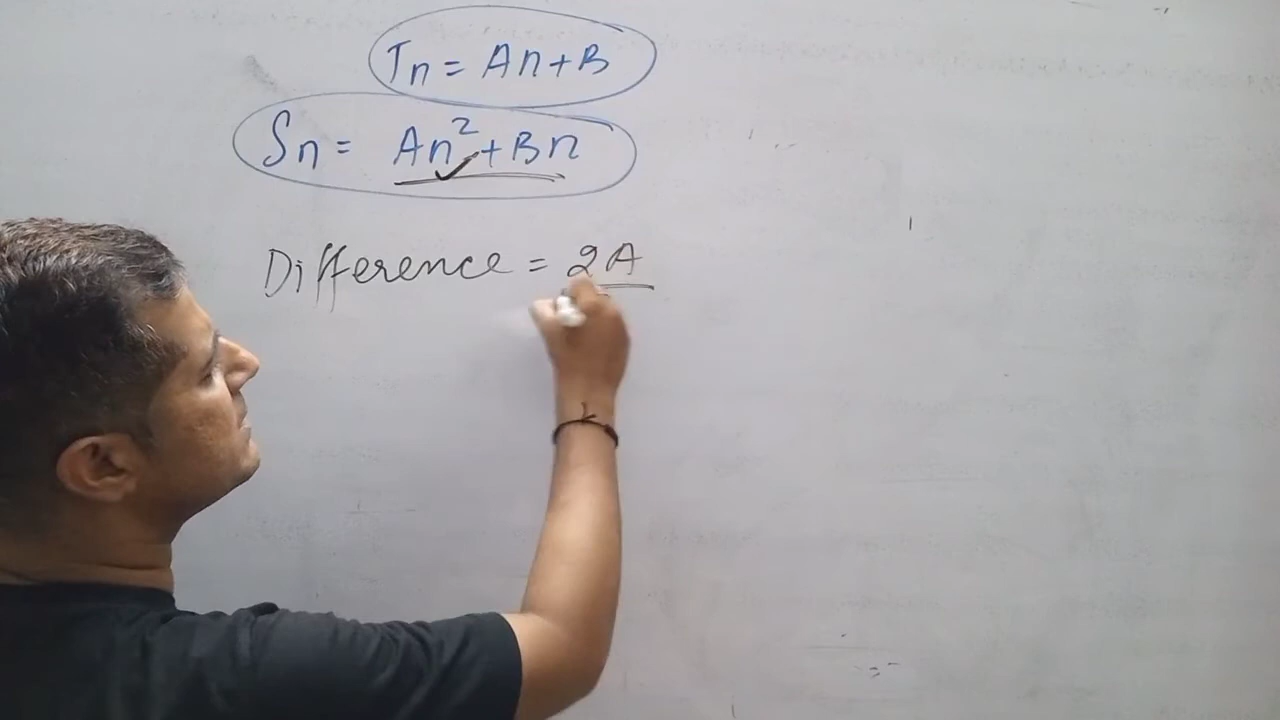 Tn = An+B
Sn = An²+Bn
Difference = 2A